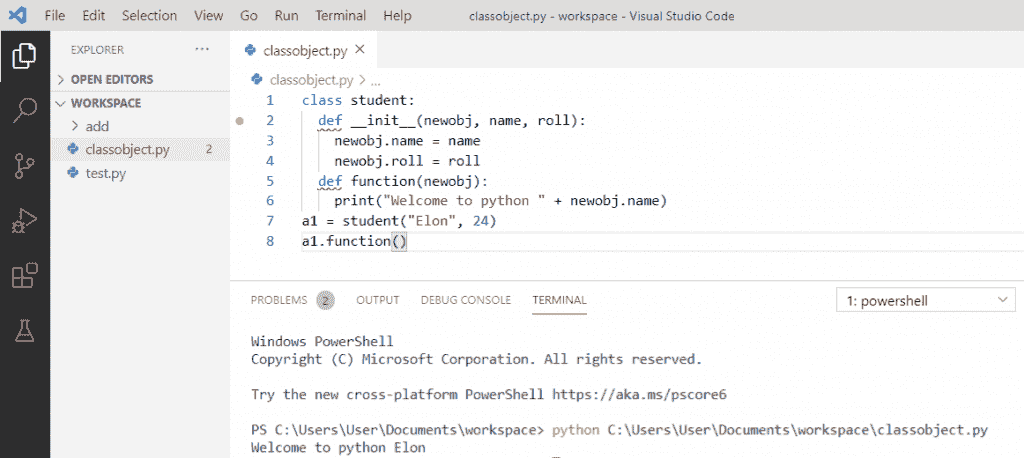 File Edit Selection View Go Run Terminal Help classobject.py - workspace - Visual Studio Code
EXPLORER ···
OPEN EDITORS
WORKSPACE
add
classobject.py 2
test.py
classobject.py ×
classobject.py > ...
1 class student:
2   def __init__(newobj, name, roll):
3     newobj.name = name
4     newobj.roll = roll
5   def function(newobj):
6     print("Welcome to python " + newobj.name)
7 a1 = student("Elon", 24)
8 a1.function()
PROBLEMS 2 OUTPUT DEBUG CONSOLE TERMINAL 1: powershell
Windows PowerShell
Copyright (C) Microsoft Corporation. All rights reserved.
Try the new cross-platform PowerShell https://aka.ms/pscore6
PS C:\Users\User\Documents\workspace> python C:\Users\User\Documents\workspace\classobject.py
Welcome to python Elon